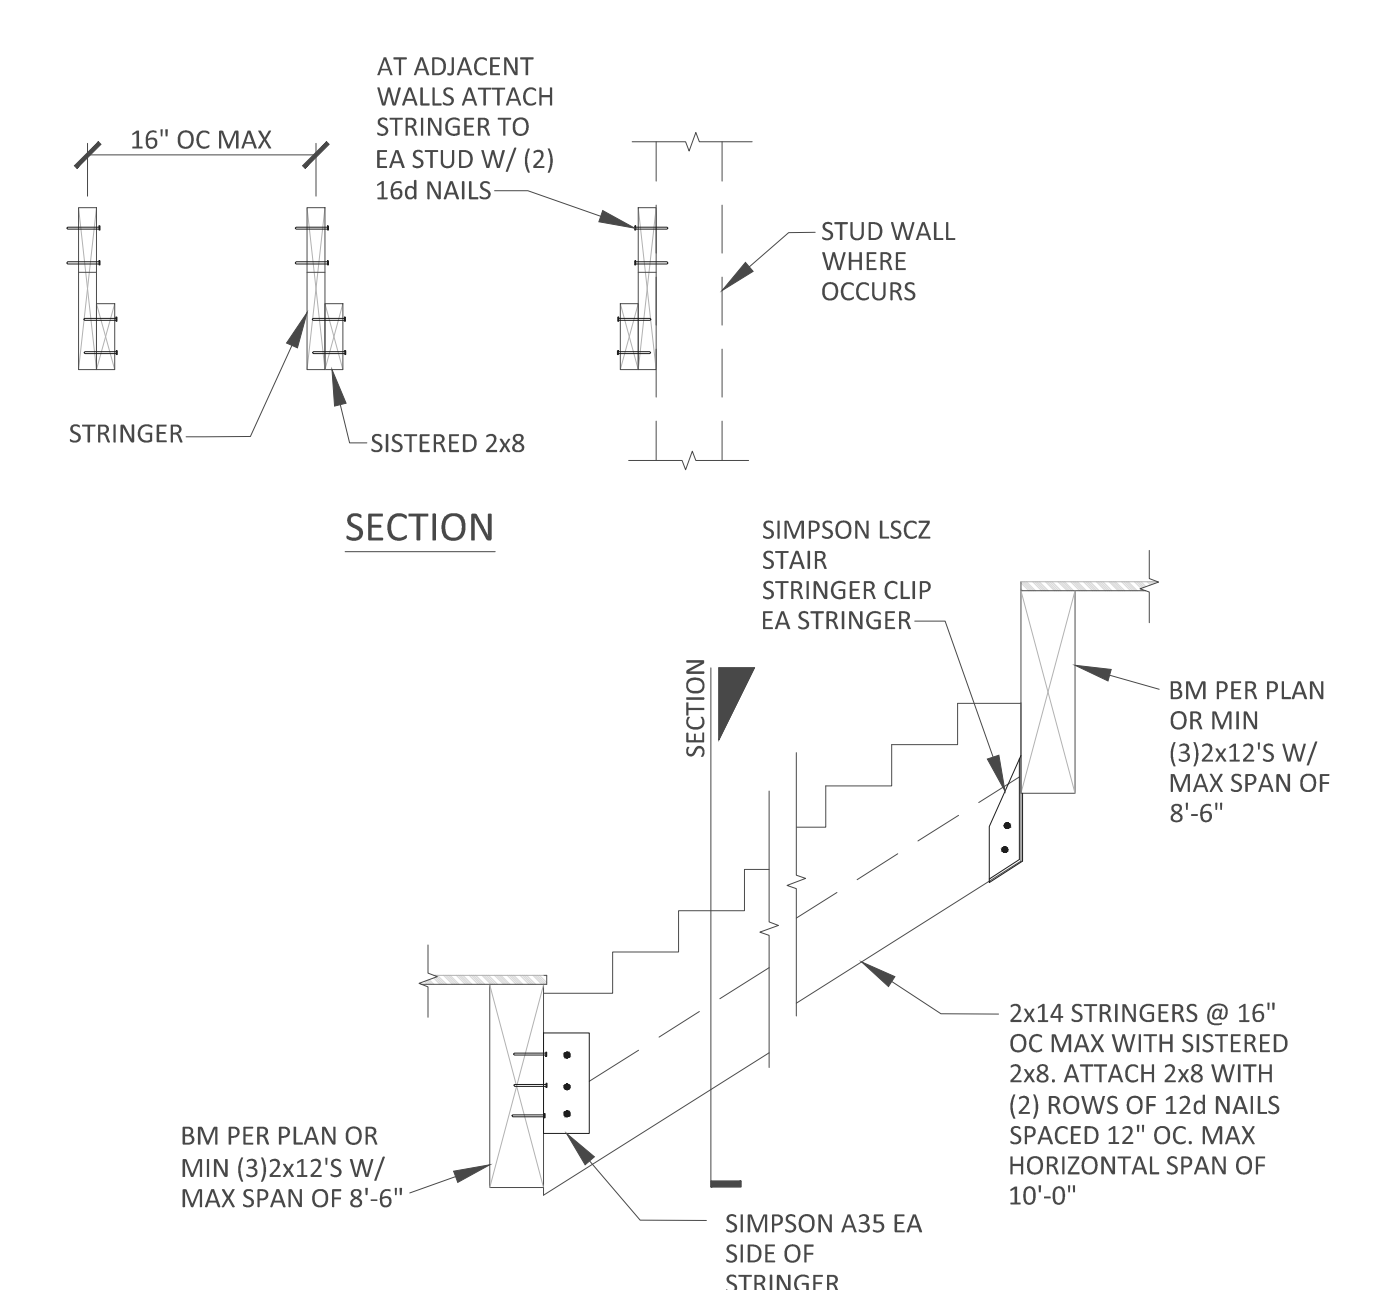 AT ADJACENT
WALLS ATTACH
STRINGER TO
EA STUD W/ (2)
16d NAILS
16" OC MAX
STUD WALL
WHERE
OCCURS
STRINGER
SISTERED 2x8
SECTION
SIMPSON LSCZ
STAIR
STRINGER CLIP
EA STRINGER
SECTION
BM PER PLAN
OR MIN
(3)2x12'S W/
MAX SPAN OF
8'-6"
2x14 STRINGERS @ 16"
OC MAX WITH SISTERED
2x8. ATTACH 2x8 WITH
(2) ROWS OF 12d NAILS
SPACED 12" OC. MAX
HORIZONTAL SPAN OF
10'-0"
BM PER PLAN OR
MIN (3)2x12'S W/
MAX SPAN OF 8'-6"
SIMPSON A35 EA
SIDE OF
STRINGER